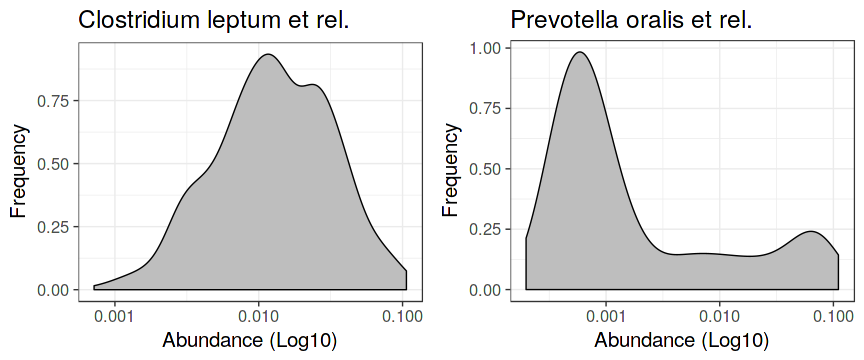 Clostridium leptum et rel.
Frequency
0.75
0.50
0.25
0.00
0.001 0.010 0.100
Abundance (Log10)
Prevotella oralis et rel.
Frequency
1.00
0.75
0.50
0.25
0.00
0.001 0.010 0.100
Abundance (Log10)